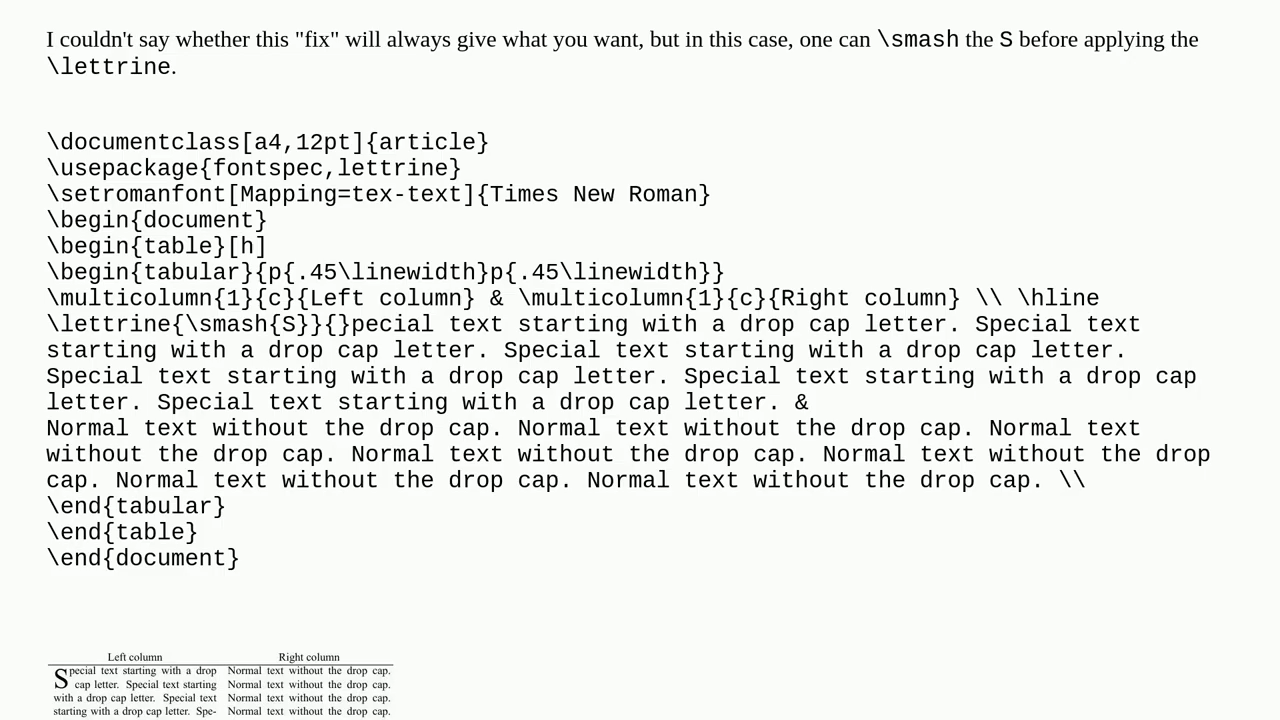 I couldn't say whether this "fix" will always give what you want, but in this case, one can \smash the S before applying the
\lettrine.
\documentclass[a4,12pt]{article}
\usepackage{fontspec,lettrine}
\setromanfont[Mapping=tex-text]{Times New Roman}
\begin{document}
\begin{table}[h]
\begin{tabular}{p{.45\linewidth}p{.45\linewidth}}
\multicolumn{1}{c}{Left column} & \multicolumn{1}{c}{Right column} \\ \hline
\lettrine{\smash{S}}{}pecial text starting with a drop cap letter. Special text
starting with a drop cap letter. Special text starting with a drop cap letter.
Special text starting with a drop cap letter. Special text starting with a drop cap
letter. Special text starting with a drop cap letter. &
Normal text without the drop cap. Normal text without the drop cap. Normal text
without the drop cap. Normal text without the drop cap. Normal text without the drop
cap. Normal text without the drop cap. Normal text without the drop cap. \\
\end{tabular}
\end{table}
\end{document}
Left column Right column
Special text starting with a drop Normal text without the drop cap.
cap letter. Special text starting Normal text without the drop cap.
with a drop cap letter. Special text Normal text without the drop cap.
starting with a drop cap letter. Spe- Normal text without the drop cap.